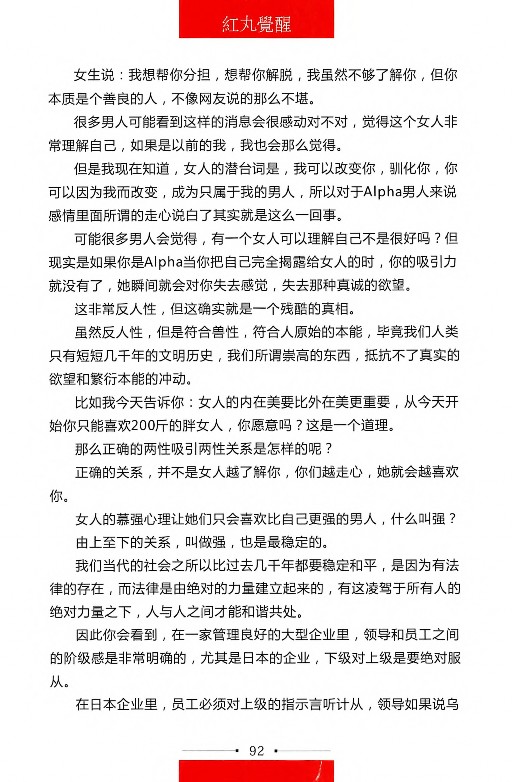 紅丸覺醒
女生说：我想帮你分担，想帮你解脱，我虽然不够了解你，但你
本质是个善良的人，不像网友说的那么不堪。
很多男人可能看到这样的消息会很感动对不对，觉得这个女人非
常理解自己，如果是以前的我，我也会那么觉得。
但是我现在知道，女人的潜台词是，我可以改变你，驯化你，你
可以因为我而改变，成为只属于我的男人，所以对于Alpha男人来说
感情里面所谓的走心说白了其实就是这么一回事。
可能很多男人会觉得，有一个女人可以理解自己不是很好吗？但
现实是如果你是Alpha当你把自己完全揭露给女人的时，你的吸引力
就没有了，她瞬间就会对你失去感觉，失去那种真诚的欲望。
这非常反人性，但这确实就是一个残酷的真相。
虽然反人性，但是符合兽性，符合人原始的本能，毕竟我们人类
只有短短几千年的文明历史，我们所谓崇高的东西，抵抗不了真实的
欲望和繁衍本能的冲动。
比如我今天告诉你：女人的内在美要比外在美更重要，从今天开
始你只能喜欢200斤的胖女人，你愿意吗？这是一个道理。
那么正确的两性吸引两性关系是怎样的呢？
正确的关系，并不是女人越了解你，你们越走心，她就会越喜欢
你。
女人的慕强心理让她们只会喜欢比自己更强的男人，什么叫强？
由上至下的关系，叫做强，也是最稳定的。
我们当代的社会之所以比过去几千年都要稳定和平，是因为有法
律的存在，而法律是由绝对的力量建立起来的，有这凌驾于所有人的
绝对力量之下，人与人之间才能和谐共处。
因此你会看到，在一家管理良好的大型企业里，领导和员工之间
的阶级感是非常明确的，尤其是日本的企业，下级对上级是要绝对服
从。
在日本企业里，员工必须对上级的指示言听计从，领导如果说乌
92